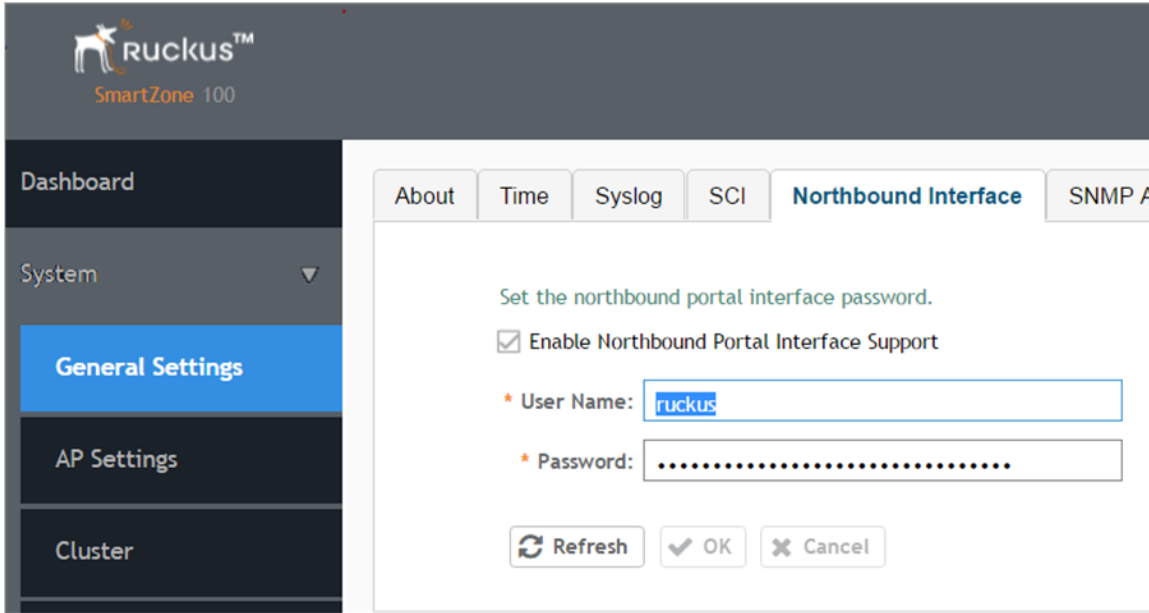 Ruckus™
SmartZone 100
Dashboard
System
General Settings
AP Settings
Cluster
About Time Syslog SCI Northbound Interface SNMP A
Set the northbound portal interface password.
Enable Northbound Portal Interface Support
* User Name: ruckus
* Password: ••••••••••••••••••••••••••••••••
Refresh OK Cancel